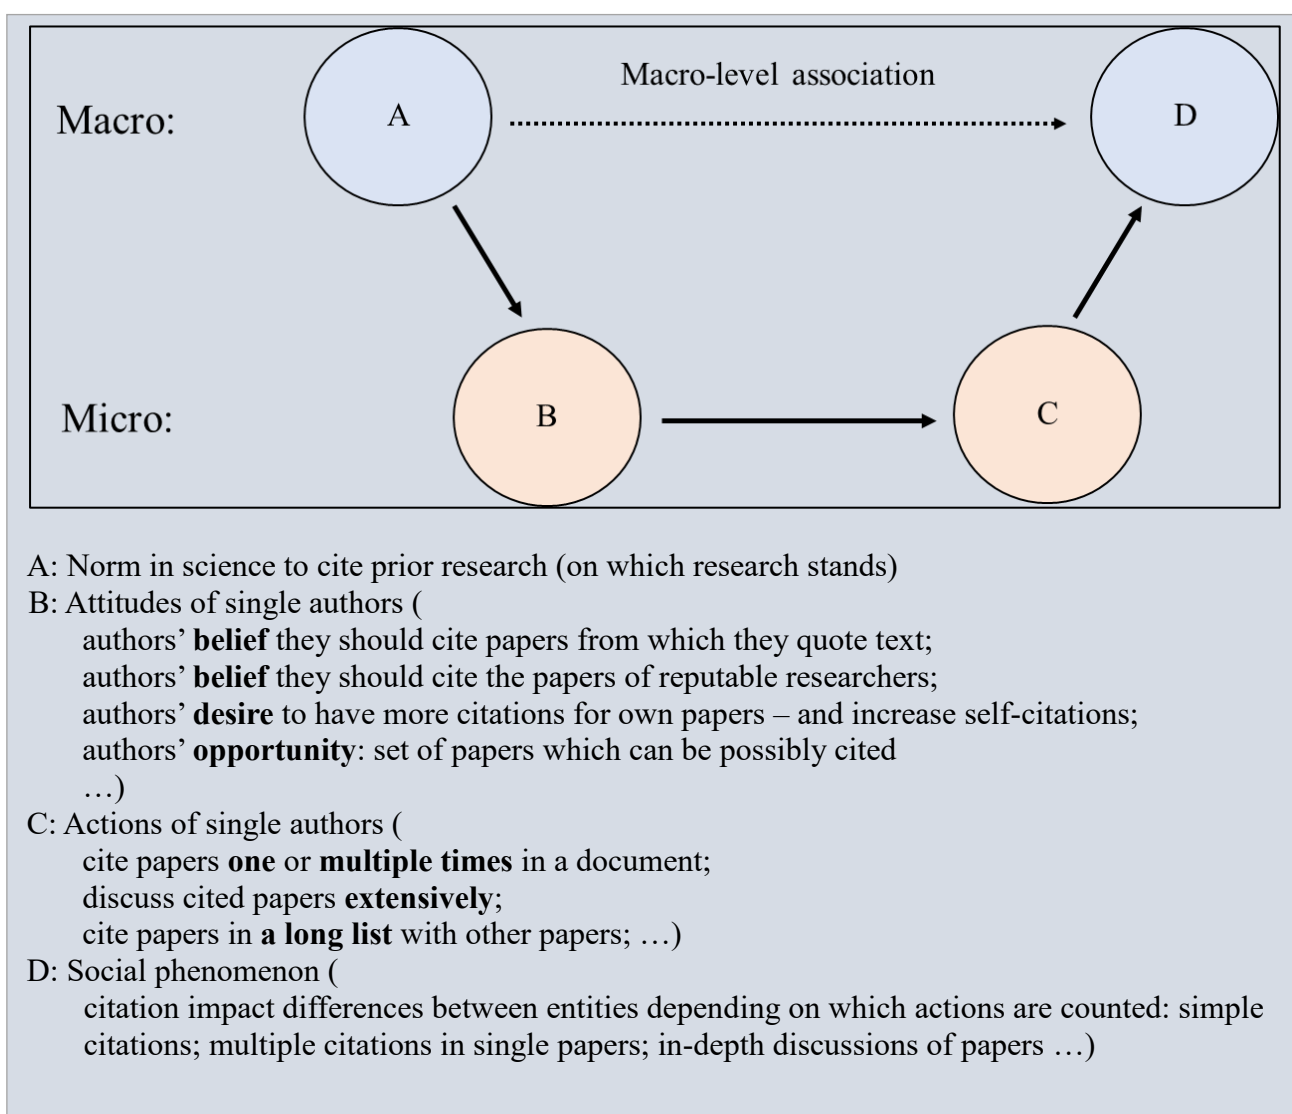 Macro-level association
Macro:
A
D
Micro:
B
C
A: Norm in science to cite prior research (on which research stands)
B: Attitudes of single authors (
authors’ belief they should cite papers from which they quote text;
authors’ belief they should cite the papers of reputable researchers;
authors’ desire to have more citations for own papers – and increase self-citations;
authors’ opportunity: set of papers which can be possibly cited
…)
C: Actions of single authors (
cite papers one or multiple times in a document;
discuss cited papers extensively;
cite papers in a long list with other papers; …)
D: Social phenomenon (
citation impact differences between entities depending on which actions are counted: simple
citations; multiple citations in single papers; in-depth discussions of papers …)